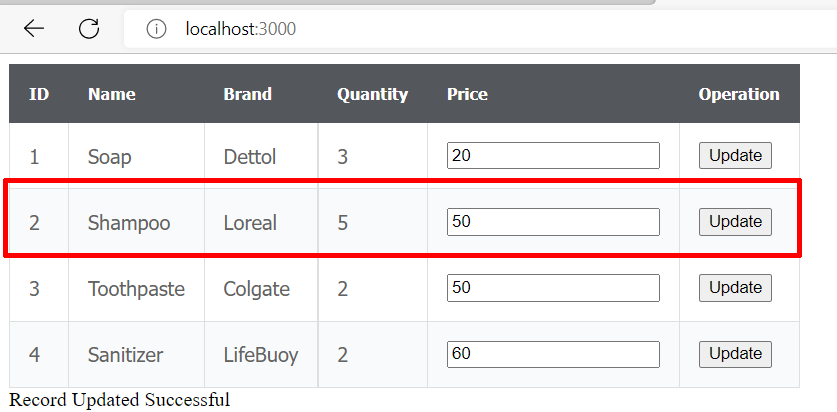 localhost:3000
ID Name Brand Quantity Price Operation
1 Soap Dettol 3 20 Update
2 Shampoo Loreal 5 50 Update
3 Toothpaste Colgate 2 50 Update
4 Sanitizer LifeBuoy 2 60 Update
Record Updated Successful